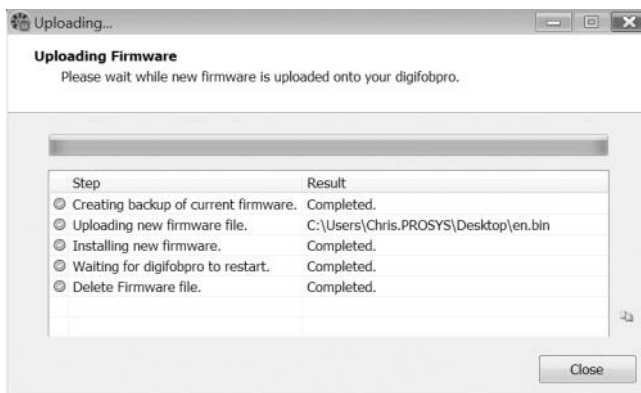 Uploading...
Uploading Firmware
Please wait while new firmware is uploaded onto your digifobpro.
Step Result
Creating backup of current firmware. Completed.
Uploading new firmware file. C:\Users\Chris.PROSYS\Desktop\en.bin
Installing new firmware. Completed.
Waiting for digifobpro to restart. Completed.
Delete Firmware file. Completed.
Close